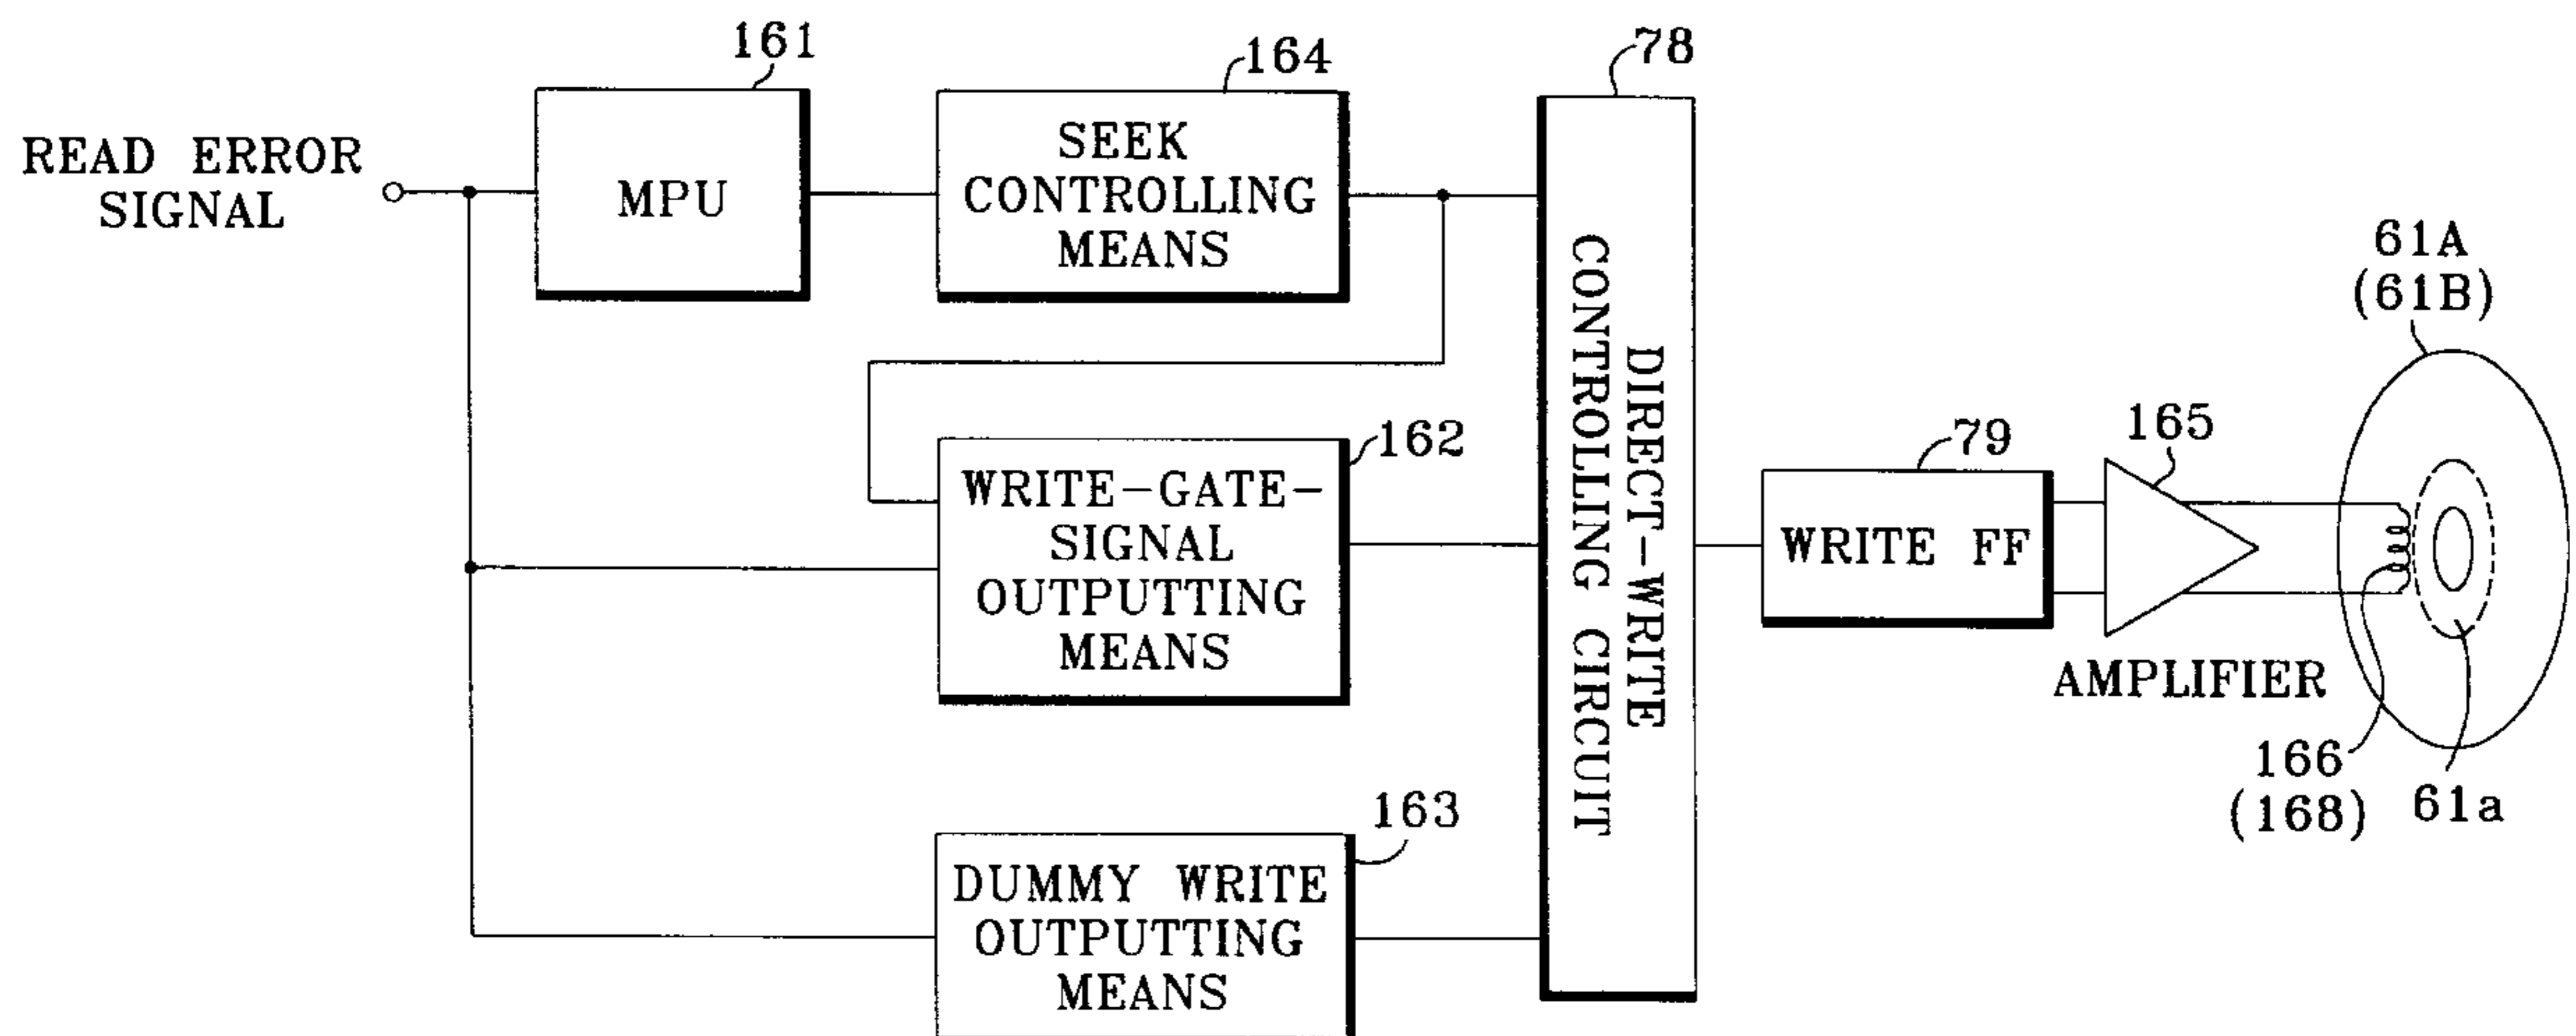 161
164
78
READ ERROR
SIGNAL
MPU
SEEK
CONTROLLING
MEANS
61A
(61B)
DIRECT-WRITE
CONTROLLING CIRCUIT
162
WRITE-GATE-
SIGNAL
OUTPUTTING
MEANS
79
165
WRITE FF
AMPLIFIER
166
(168)
61a
163
DUMMY WRITE
OUTPUTTING
MEANS